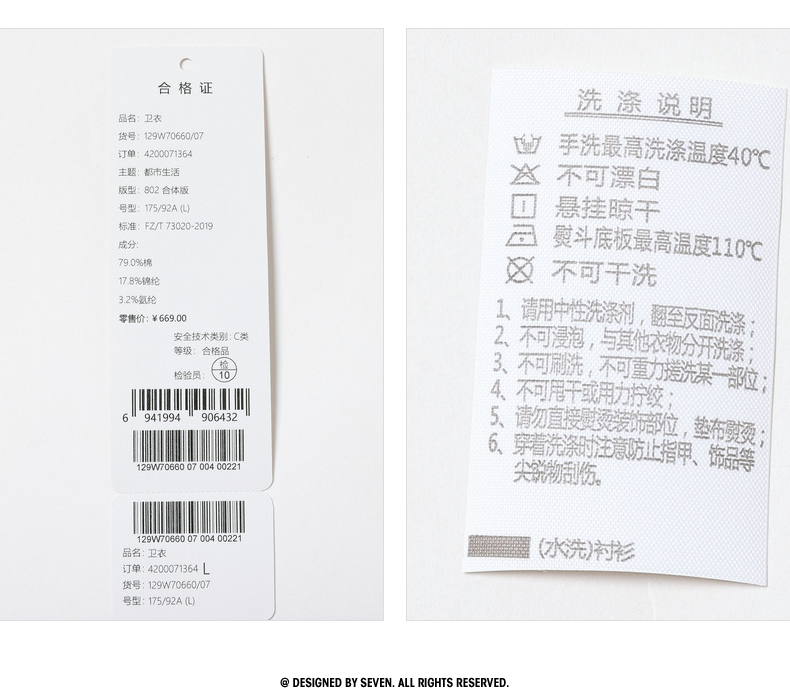 合格证
品名: 卫衣
货号: 129W70660/07
订单: 4200071364
主题: 都市生活
版型: 802 合体版
号型: 175/92A (L)
标准: FZ/T 73020-2019
成分:
79.0%棉
17.8%锦纶
3.2%氨纶
零售价: ¥669.00
安全技术类别: C类
等级: 合格品
检验员: 检 10
6 941994 906432
129W70660 07 004 00221
129W70660 07 004 00221
品名: 卫衣
订单: 4200071364 L
货号: 129W70660/07
号型: 175/92A (L)
洗涤说明
手洗最高洗涤温度40℃
不可漂白
悬挂晾干
熨斗底板最高温度110℃
不可干洗
1、请用中性洗涤剂，翻至反面洗涤；
2、不可浸泡，与其他衣物分开洗涤；
3、不可刷洗，不可重力搓洗某一部位；
4、不可甩干或用力拧绞；
5、请勿直接熨烫装饰部位，垫布熨烫；
6、穿着洗涤时注意防止指甲、饰品等
尖锐物刮伤。
(水洗)衬衫
@ DESIGNED BY SEVEN. ALL RIGHTS RESERVED.